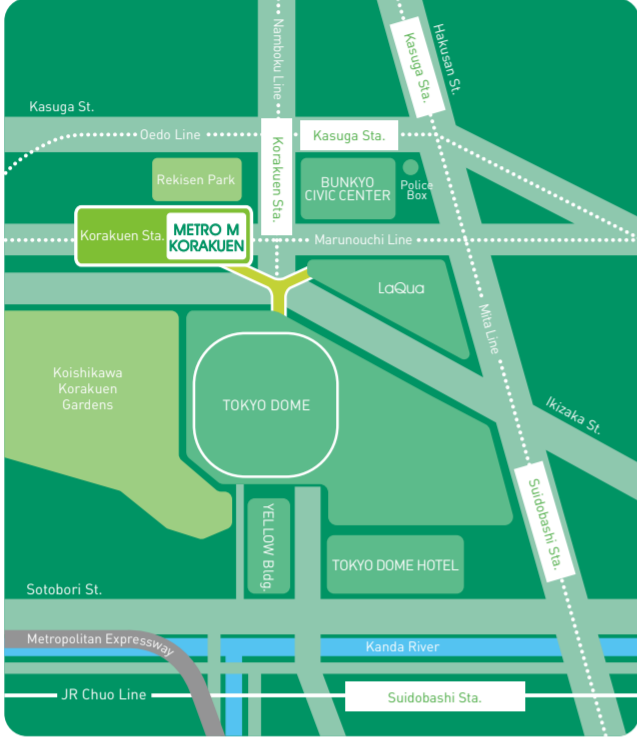 Namboku Line
Hakusan St.
Kasuga Sta.
Kasuga St.
Oedo Line
Korakuen Sta.
Kasuga Sta.
Rekisen Park
BUNKYO
CIVIC CENTER
Police
Box
Korakuen Sta.
METRO M
KORAKUEN
Marunouchi Line
LaQua
Mita Line
Koishikawa
Korakuen
Gardens
TOKYO DOME
Ikizaka St.
Suidobashi Sta.
YELLOW Bldg.
TOKYO DOME HOTEL
Sotobori St.
Metropolitan Expressway
Kanda River
JR Chuo Line
Suidobashi Sta.